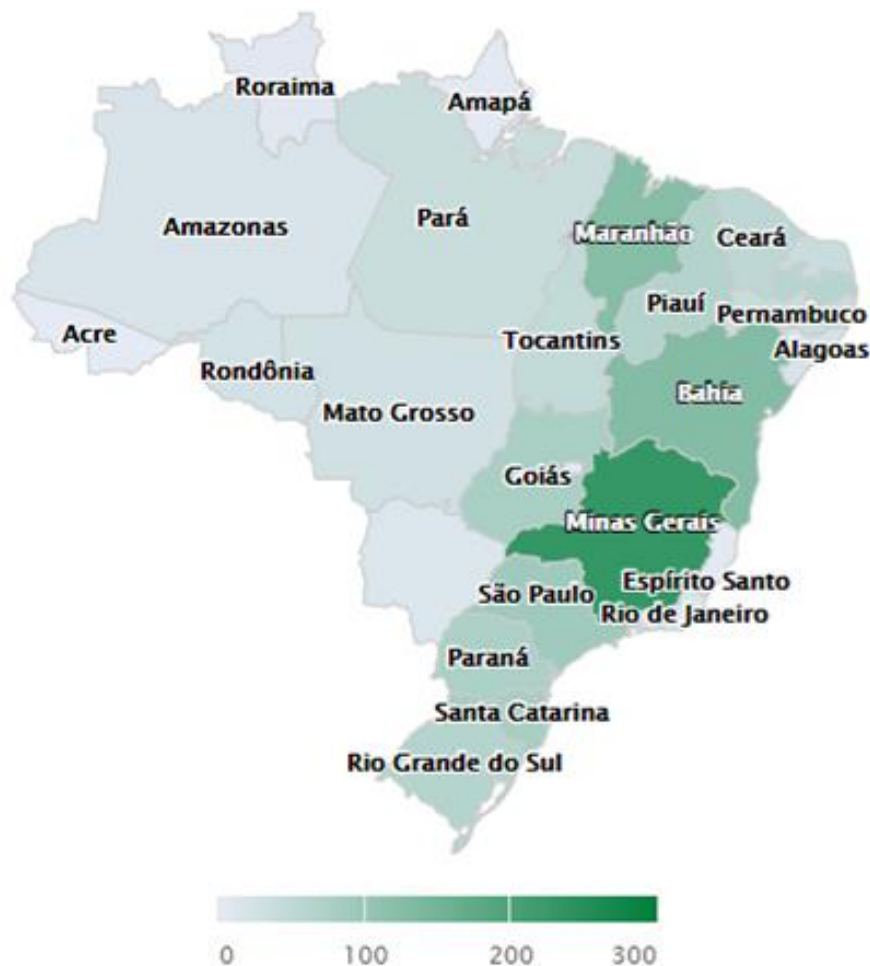 Roraima
Amapá
Amazonas
Pará
Maranhão
Ceará
Piauí
Pernambuco
Acre
Tocantins
Alagoas
Rondônia
Bahia
Mato Grosso
Goiás
Minas Gerais
Espírito Santo
São Paulo
Rio de Janeiro
Paraná
Santa Catarina
Rio Grande do Sul
0 100 200 300